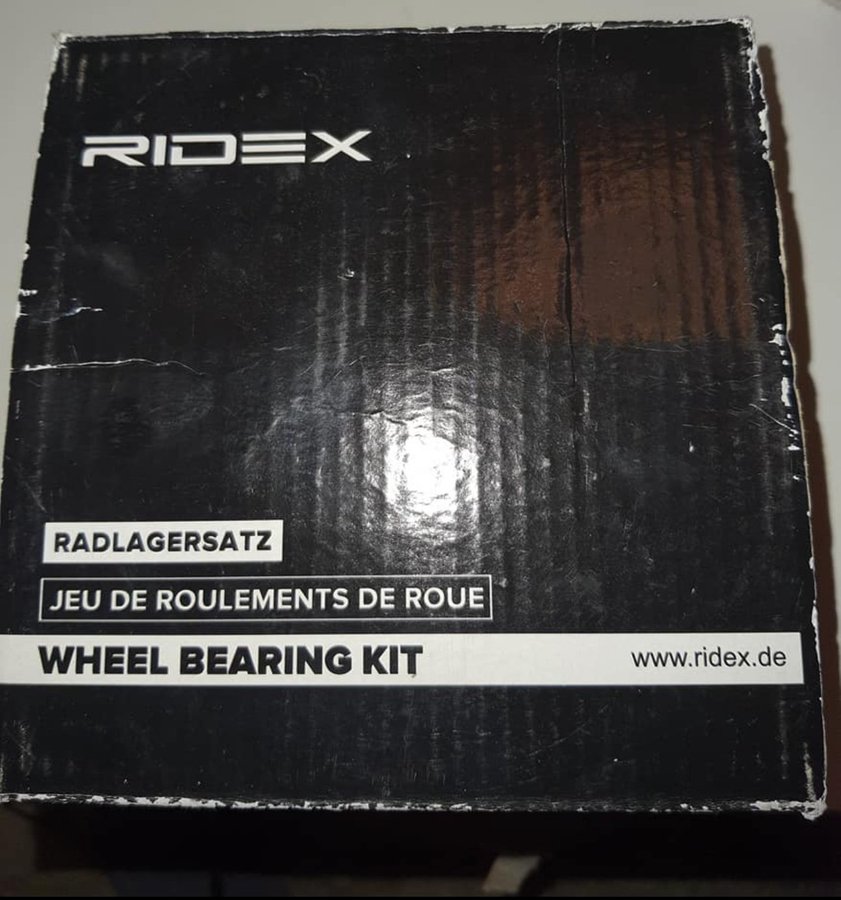 RIDEX
RADLAGERSATZ
JEU DE ROULEMENTS DE ROUE
WHEEL BEARING KIT
www.ridex.de